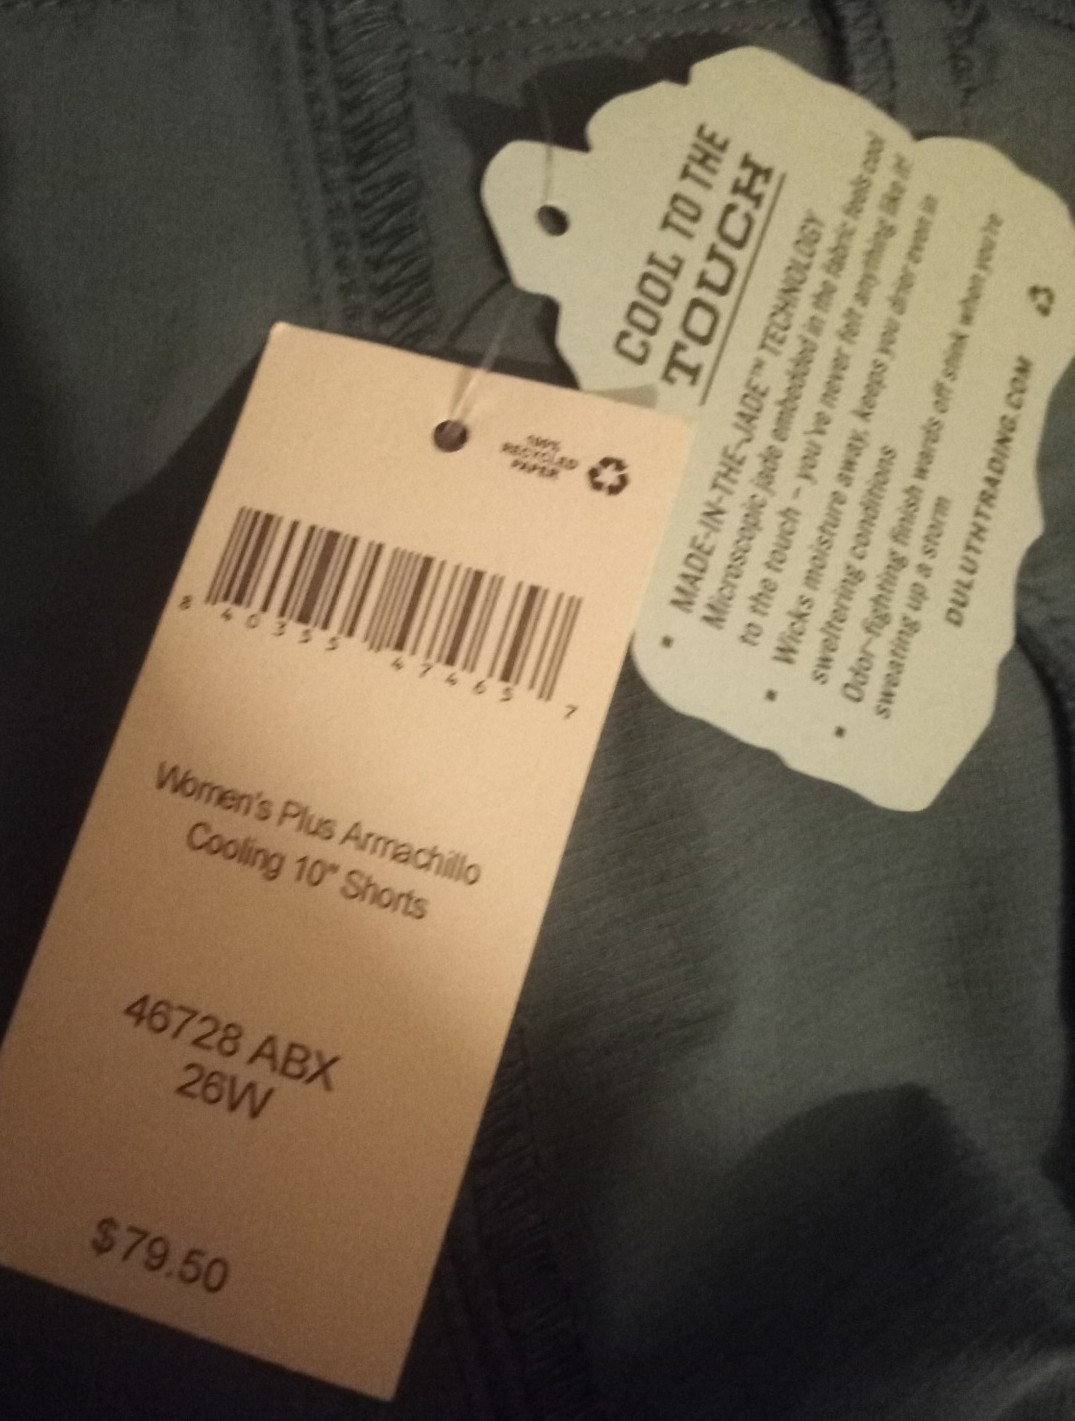 100%
RECYCLED
PAPER
8 40355 47465 7
Women's Plus Armachillo
Cooling 10" Shorts
46728 ABX
26W
$79.50
COOL TO THE
TOUCH
▪ MADE-IN-THE-JADE™ TECHNOLOGY
Microscopic jade embedded in the fabric feels cool
to the touch – you've never felt anything like it!
▪ Wicks moisture away, keeps you drier even in
sweltering conditions
▪ Odor-fighting finish wards off stink when you're
sweating up a storm
DULUTHTRADING.COM